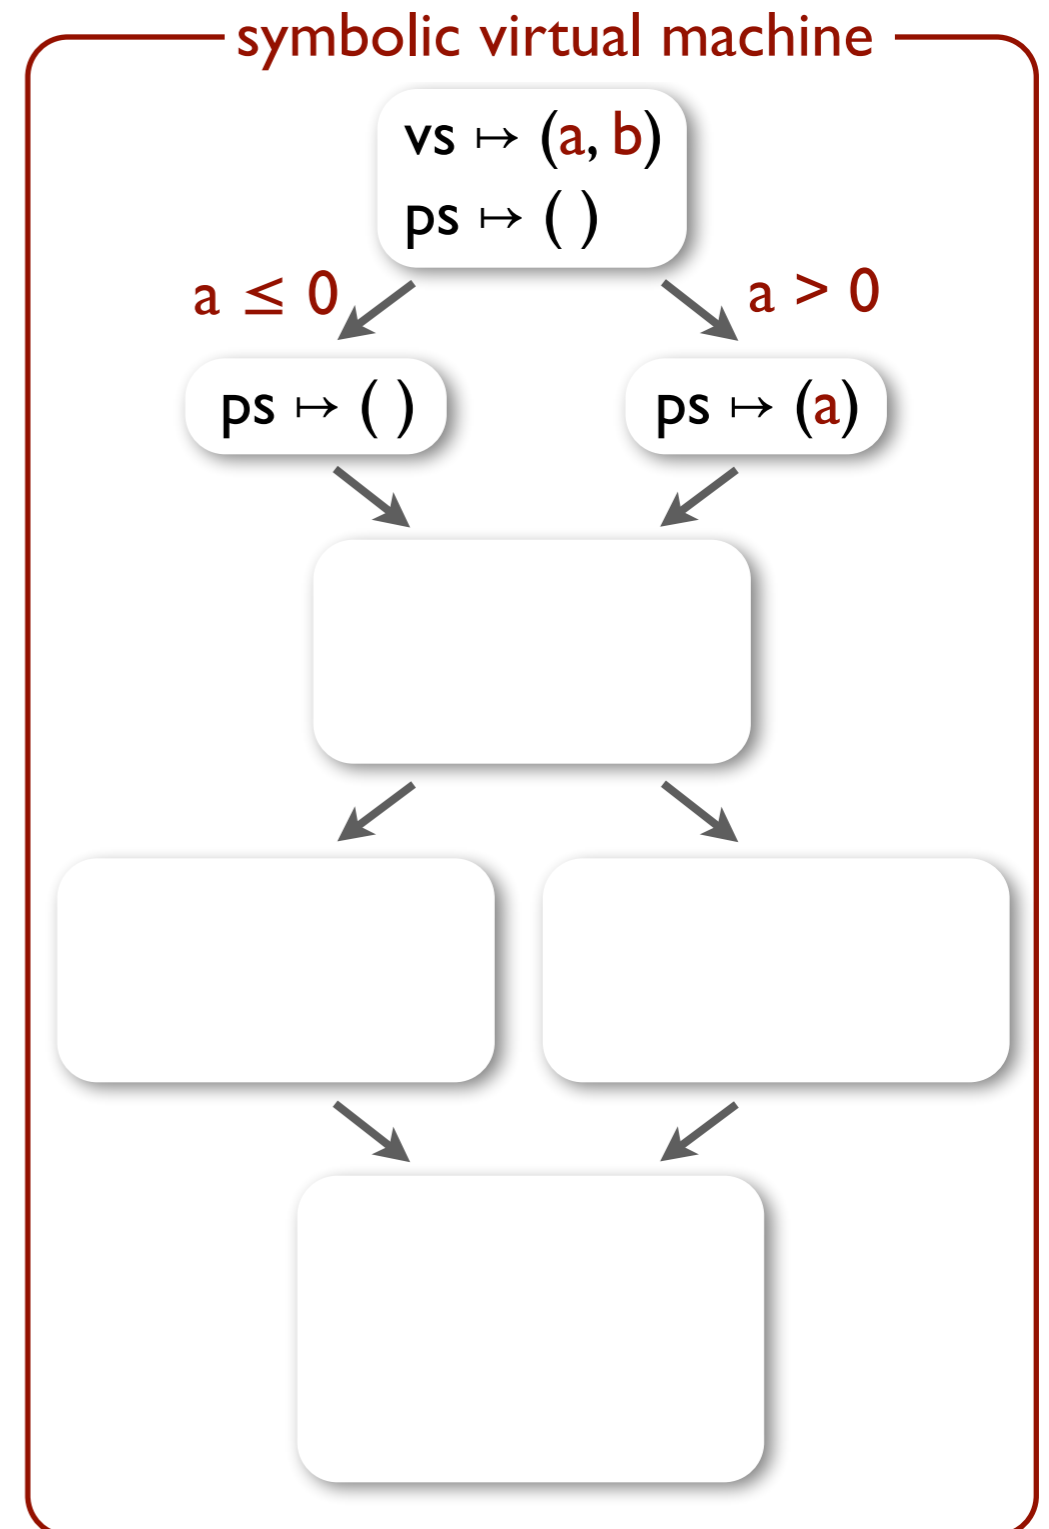 symbolic virtual machine
vs ↦ (a, b)
ps ↦ ( )
a ≤ 0
a > 0
ps ↦ ( )
ps ↦ (a)